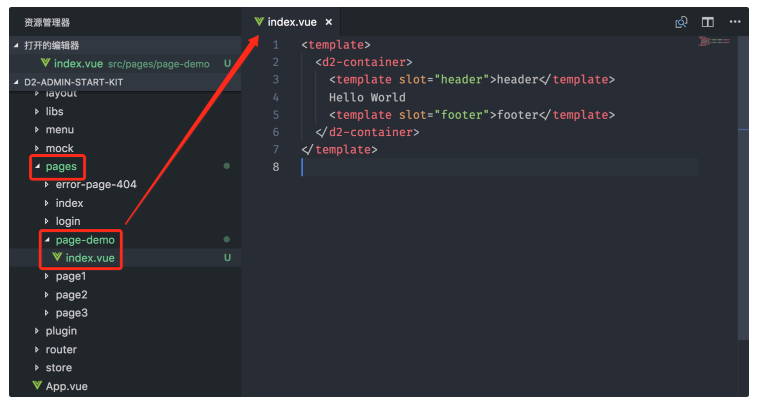 资源管理器
打开的编辑器
index.vue src/pages/page-demo U
D2-ADMIN-START-KIT
layout
libs
menu
mock
pages
error-page-404
index
login
page-demo
index.vue U
page1
page2
page3
plugin
router
store
App.vue
index.vue ×
1 <template>
2 <d2-container>
3 <template slot="header">header</template>
4 Hello World
5 <template slot="footer">footer</template>
6 </d2-container>
7 </template>
8